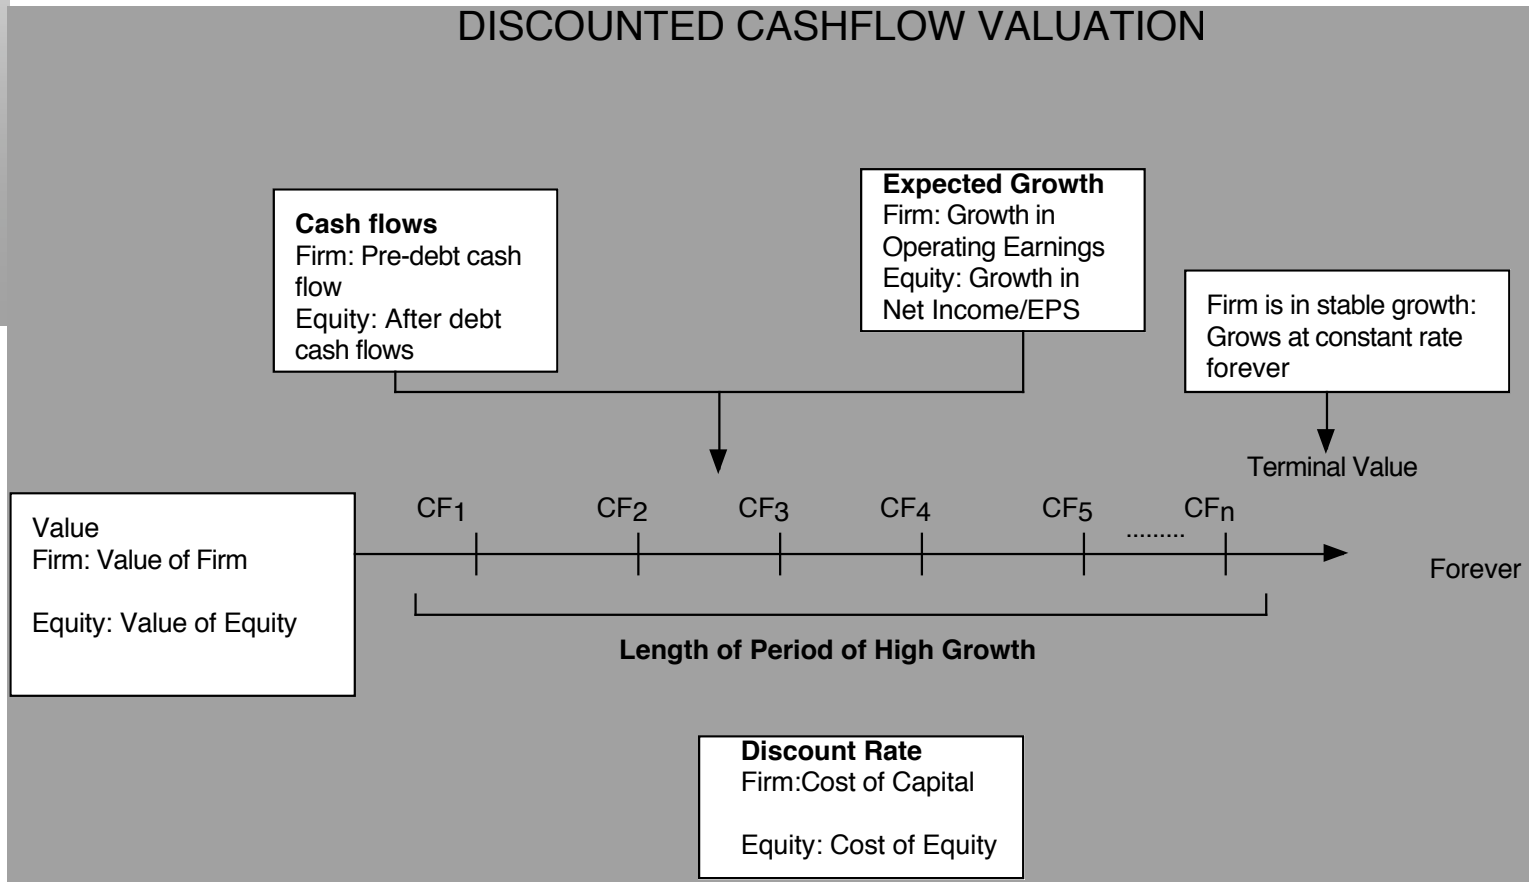 DISCOUNTED CASHFLOW VALUATION
Cash flows
Firm: Pre-debt cash
flow
Equity: After debt
cash flows
Expected Growth
Firm: Growth in
Operating Earnings
Equity: Growth in
Net Income/EPS
Firm is in stable growth:
Grows at constant rate
forever
Terminal Value
CF1 CF2 CF3 CF4 CF5 ......... CFn
Forever
Value
Firm: Value of Firm
Equity: Value of Equity
Length of Period of High Growth
Discount Rate
Firm:Cost of Capital
Equity: Cost of Equity